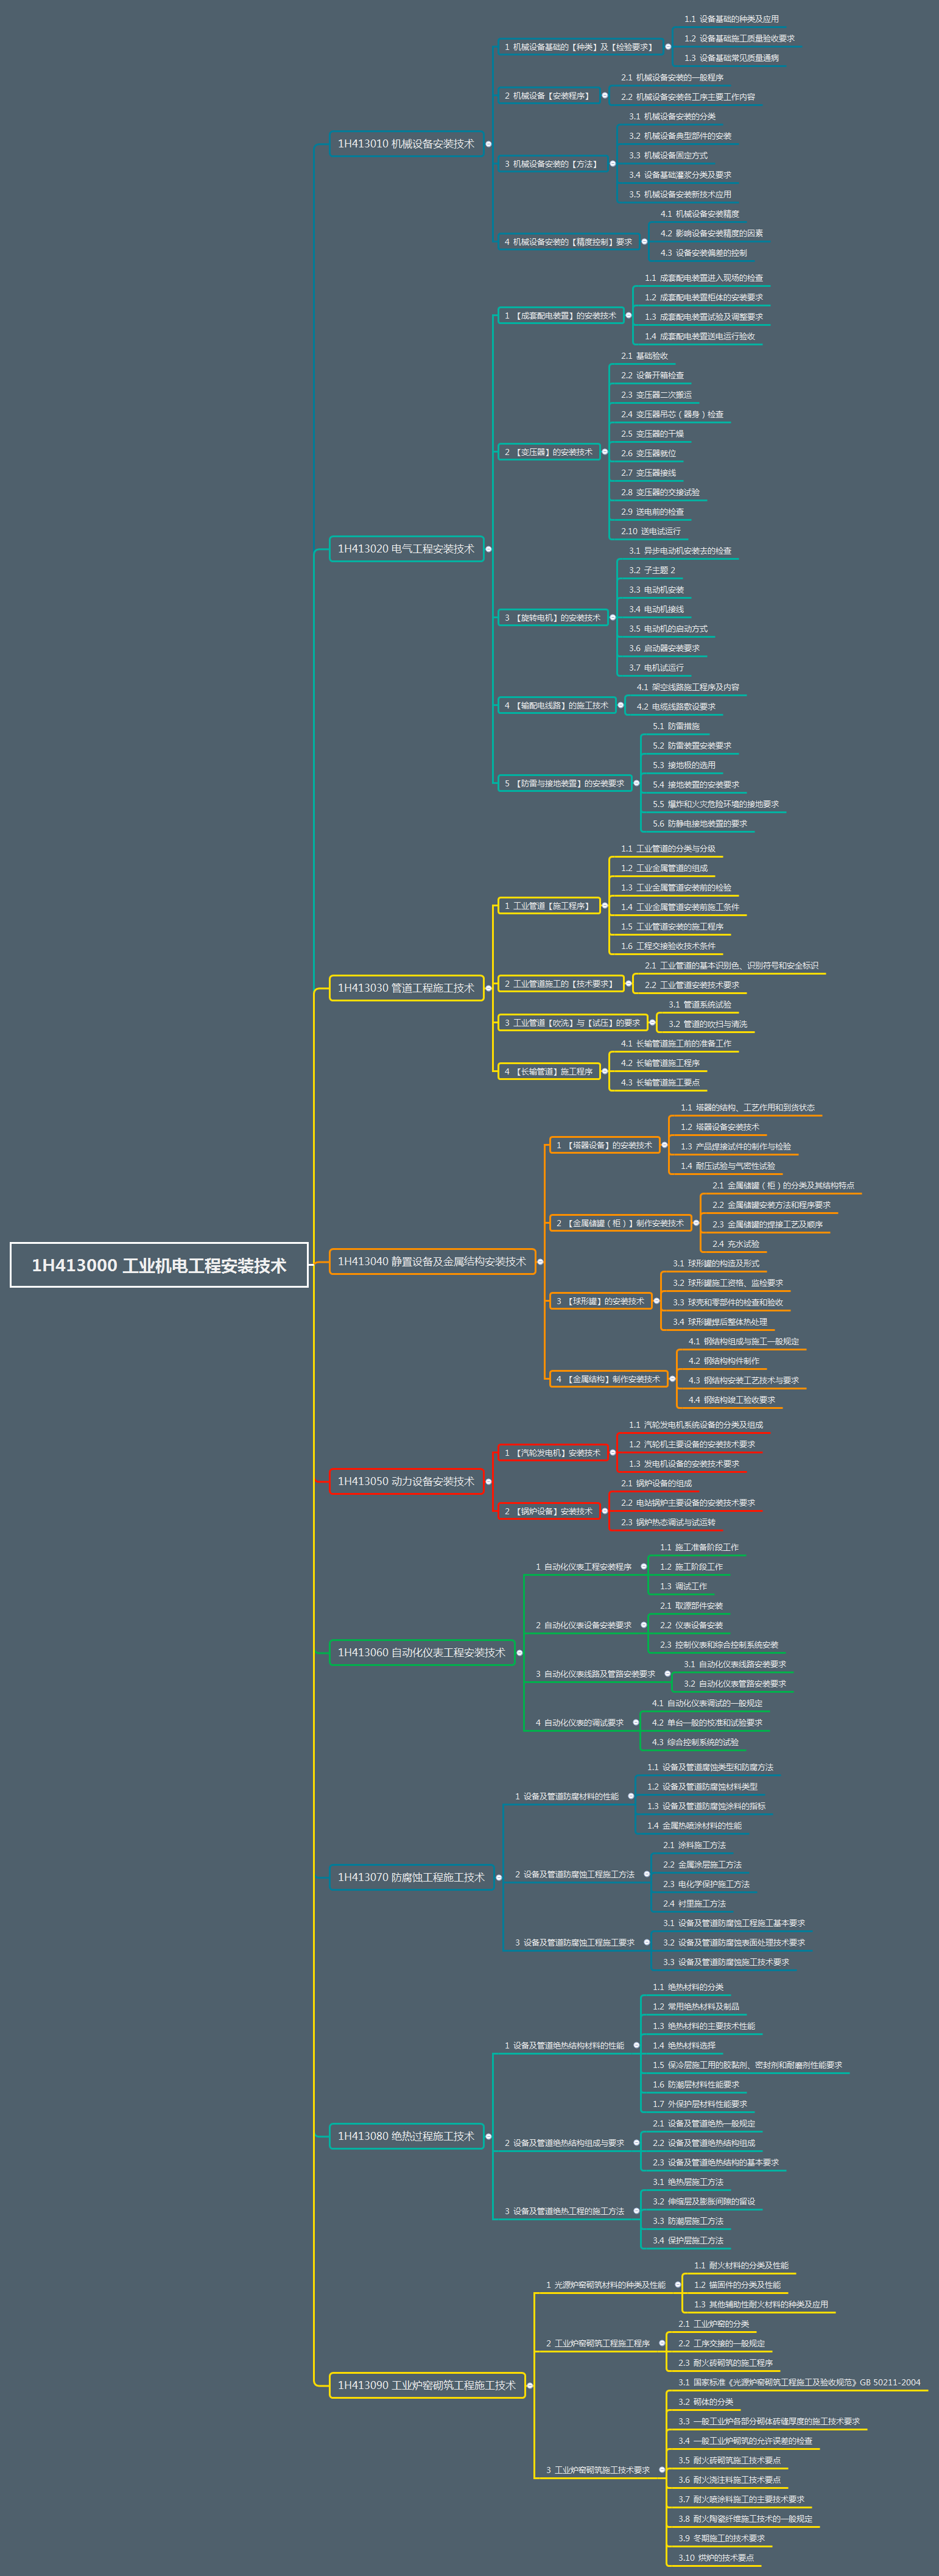 1H413000 工业机电工程安装技术
1H413010 机械设备安装技术
1 机械设备基础的【种类】及【检验要求】
1.1 设备基础的种类及应用
1.2 设备基础施工质量验收要求
1.3 设备基础常见质量通病
2 机械设备【安装程序】
2.1 机械设备安装的一般程序
2.2 机械设备安装各工序主要工作内容
3 机械设备安装的【方法】
3.1 机械设备安装的分类
3.2 机械设备典型部件的安装
3.3 机械设备固定方式
3.4 设备基础灌浆分类及要求
3.5 机械设备安装新技术应用
4 机械设备安装的【精度控制】要求
4.1 机械设备安装精度
4.2 影响设备安装精度的因素
4.3 设备安装偏差的控制
1H413020 电气工程安装技术
1 【成套配电装置】的安装技术
1.1 成套配电装置进入现场的检查
1.2 成套配电装置柜体的安装要求
1.3 成套配电装置试验及调整要求
1.4 成套配电装置送电运行验收
2 【变压器】的安装技术
2.1 基础验收
2.2 设备开箱检查
2.3 变压器二次搬运
2.4 变压器吊芯（器身）检查
2.5 变压器的干燥
2.6 变压器就位
2.7 变压器接线
2.8 变压器的交接试验
2.9 送电前的检查
2.10 送电试运行
3 【旋转电机】的安装技术
3.1 异步电动机安装去的检查
3.2 子主题 2
3.3 电动机安装
3.4 电动机接线
3.5 电动机的启动方式
3.6 启动器安装要求
3.7 电机试运行
4 【输配电线路】的施工技术
4.1 架空线路施工程序及内容
4.2 电缆线路敷设要求
5 【防雷与接地装置】的安装要求
5.1 防雷措施
5.2 防雷装置安装要求
5.3 接地极的选用
5.4 接地装置的安装要求
5.5 爆炸和火灾危险环境的接地要求
5.6 防静电接地装置的要求
1H413030 管道工程施工技术
1 工业管道【施工程序】
1.1 工业管道的分类与分级
1.2 工业金属管道的组成
1.3 工业金属管道安装前的检验
1.4 工业金属管道安装前施工条件
1.5 工业管道安装的施工程序
1.6 工程交接验收技术条件
2 工业管道施工的【技术要求】
2.1 工业管道的基本识别色、识别符号和安全标识
2.2 工业管道安装技术要求
3 工业管道【吹洗】与【试压】的要求
3.1 管道系统试验
3.2 管道的吹扫与清洗
4 【长输管道】施工程序
4.1 长输管道施工前的准备工作
4.2 长输管道施工程序
4.3 长输管道施工要点
1H413040 静置设备及金属结构安装技术
1 【塔器设备】的安装技术
1.1 塔器的结构、工艺作用和到货状态
1.2 塔器设备安装技术
1.3 产品焊接试件的制作与检验
1.4 耐压试验与气密性试验
2 【金属储罐（柜）】制作安装技术
2.1 金属储罐（柜）的分类及其结构特点
2.2 金属储罐安装方法和程序要求
2.3 金属储罐的焊接工艺及顺序
2.4 充水试验
3 【球形罐】的安装技术
3.1 球形罐的构造及形式
3.2 球形罐施工资格、监检要求
3.3 球壳和零部件的检查和验收
3.4 球形罐焊后整体热处理
4 【金属结构】制作安装技术
4.1 钢结构组成与施工一般规定
4.2 钢结构构件制作
4.3 钢结构安装工艺技术与要求
4.4 钢结构竣工验收要求
1H413050 动力设备安装技术
1 【汽轮发电机】安装技术
1.1 汽轮发电机系统设备的分类及组成
1.2 汽轮机主要设备的安装技术要求
1.3 发电机设备的安装技术要求
2 【锅炉设备】安装技术
2.1 锅炉设备的组成
2.2 电站锅炉主要设备的安装技术要求
2.3 锅炉热态调试与试运转
1H413060 自动化仪表工程安装技术
1 自动化仪表工程安装程序
1.1 施工准备阶段工作
1.2 施工阶段工作
1.3 调试工作
2 自动化仪表设备安装要求
2.1 取源部件安装
2.2 仪表设备安装
2.3 控制仪表和综合控制系统安装
3 自动化仪表线路及管路安装要求
3.1 自动化仪表线路安装要求
3.2 自动化仪表管路安装要求
4 自动化仪表的调试要求
4.1 自动化仪表调试的一般规定
4.2 单台一般的校准和试验要求
4.3 综合控制系统的试验
1H413070 防腐蚀工程施工技术
1 设备及管道防腐材料的性能
1.1 设备及管道腐蚀类型和防腐方法
1.2 设备及管道防腐蚀材料类型
1.3 设备及管道防腐蚀涂料的指标
1.4 金属热喷涂材料的性能
2 设备及管道防腐蚀工程施工方法
2.1 涂料施工方法
2.2 金属涂层施工方法
2.3 电化学保护施工方法
2.4 衬里施工方法
3 设备及管道防腐蚀工程施工要求
3.1 设备及管道防腐蚀工程施工基本要求
3.2 设备及管道防腐蚀表面处理技术要求
3.3 设备及管道防腐蚀施工技术要求
1H413080 绝热过程施工技术
1 设备及管道绝热结构材料的性能
1.1 绝热材料的分类
1.2 常用绝热材料及制品
1.3 绝热材料的主要技术性能
1.4 绝热材料选择
1.5 保冷层施工用的胶黏剂、密封剂和耐磨剂性能要求
1.6 防潮层材料性能要求
1.7 外保护层材料性能要求
2 设备及管道绝热结构组成与要求
2.1 设备及管道绝热一般规定
2.2 设备及管道绝热结构组成
2.3 设备及管道绝热结构的基本要求
3 设备及管道绝热工程的施工方法
3.1 绝热层施工方法
3.2 伸缩层及膨胀间隙的留设
3.3 防潮层施工方法
3.4 保护层施工方法
1H413090 工业炉窑砌筑工程施工技术
1 光源炉窑砌筑材料的种类及性能
1.1 耐火材料的分类及性能
1.2 锚固件的分类及性能
1.3 其他辅助性耐火材料的种类及应用
2 工业炉窑砌筑工程施工程序
2.1 工业炉窑的分类
2.2 工序交接的一般规定
2.3 耐火砖砌筑的施工程序
3 工业炉窑砌筑施工技术要求
3.1 国家标准《光源炉窑砌筑工程施工及验收规范》GB 50211-2004
3.2 砌体的分类
3.3 一般工业炉各部分砌体砖缝厚度的施工技术要求
3.4 一般工业炉砌筑的允许误差的检查
3.5 耐火砖砌筑施工技术要点
3.6 耐火浇注料施工技术要点
3.7 耐火喷涂料施工的主要技术要求
3.8 耐火陶瓷纤维施工技术的一般规定
3.9 冬期施工的技术要求
3.10 烘炉的技术要点